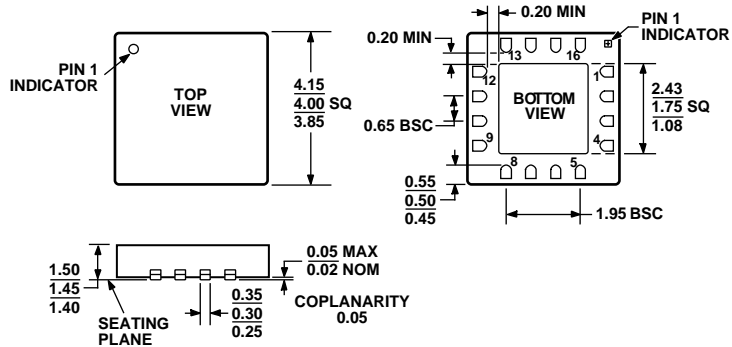 PIN 1
INDICATOR
TOP
VIEW
4.15
4.00 SQ
3.85
0.20 MIN
0.20 MIN
PIN 1
INDICATOR
13
16
12
1
0.65 BSC
BOTTOM
VIEW
2.43
1.75 SQ
1.08
9
4
8
5
0.55
0.50
0.45
1.95 BSC
1.50
1.45
1.40
SEATING
PLANE
0.35
0.30
0.25
0.05 MAX
0.02 NOM
COPLANARITY
0.05